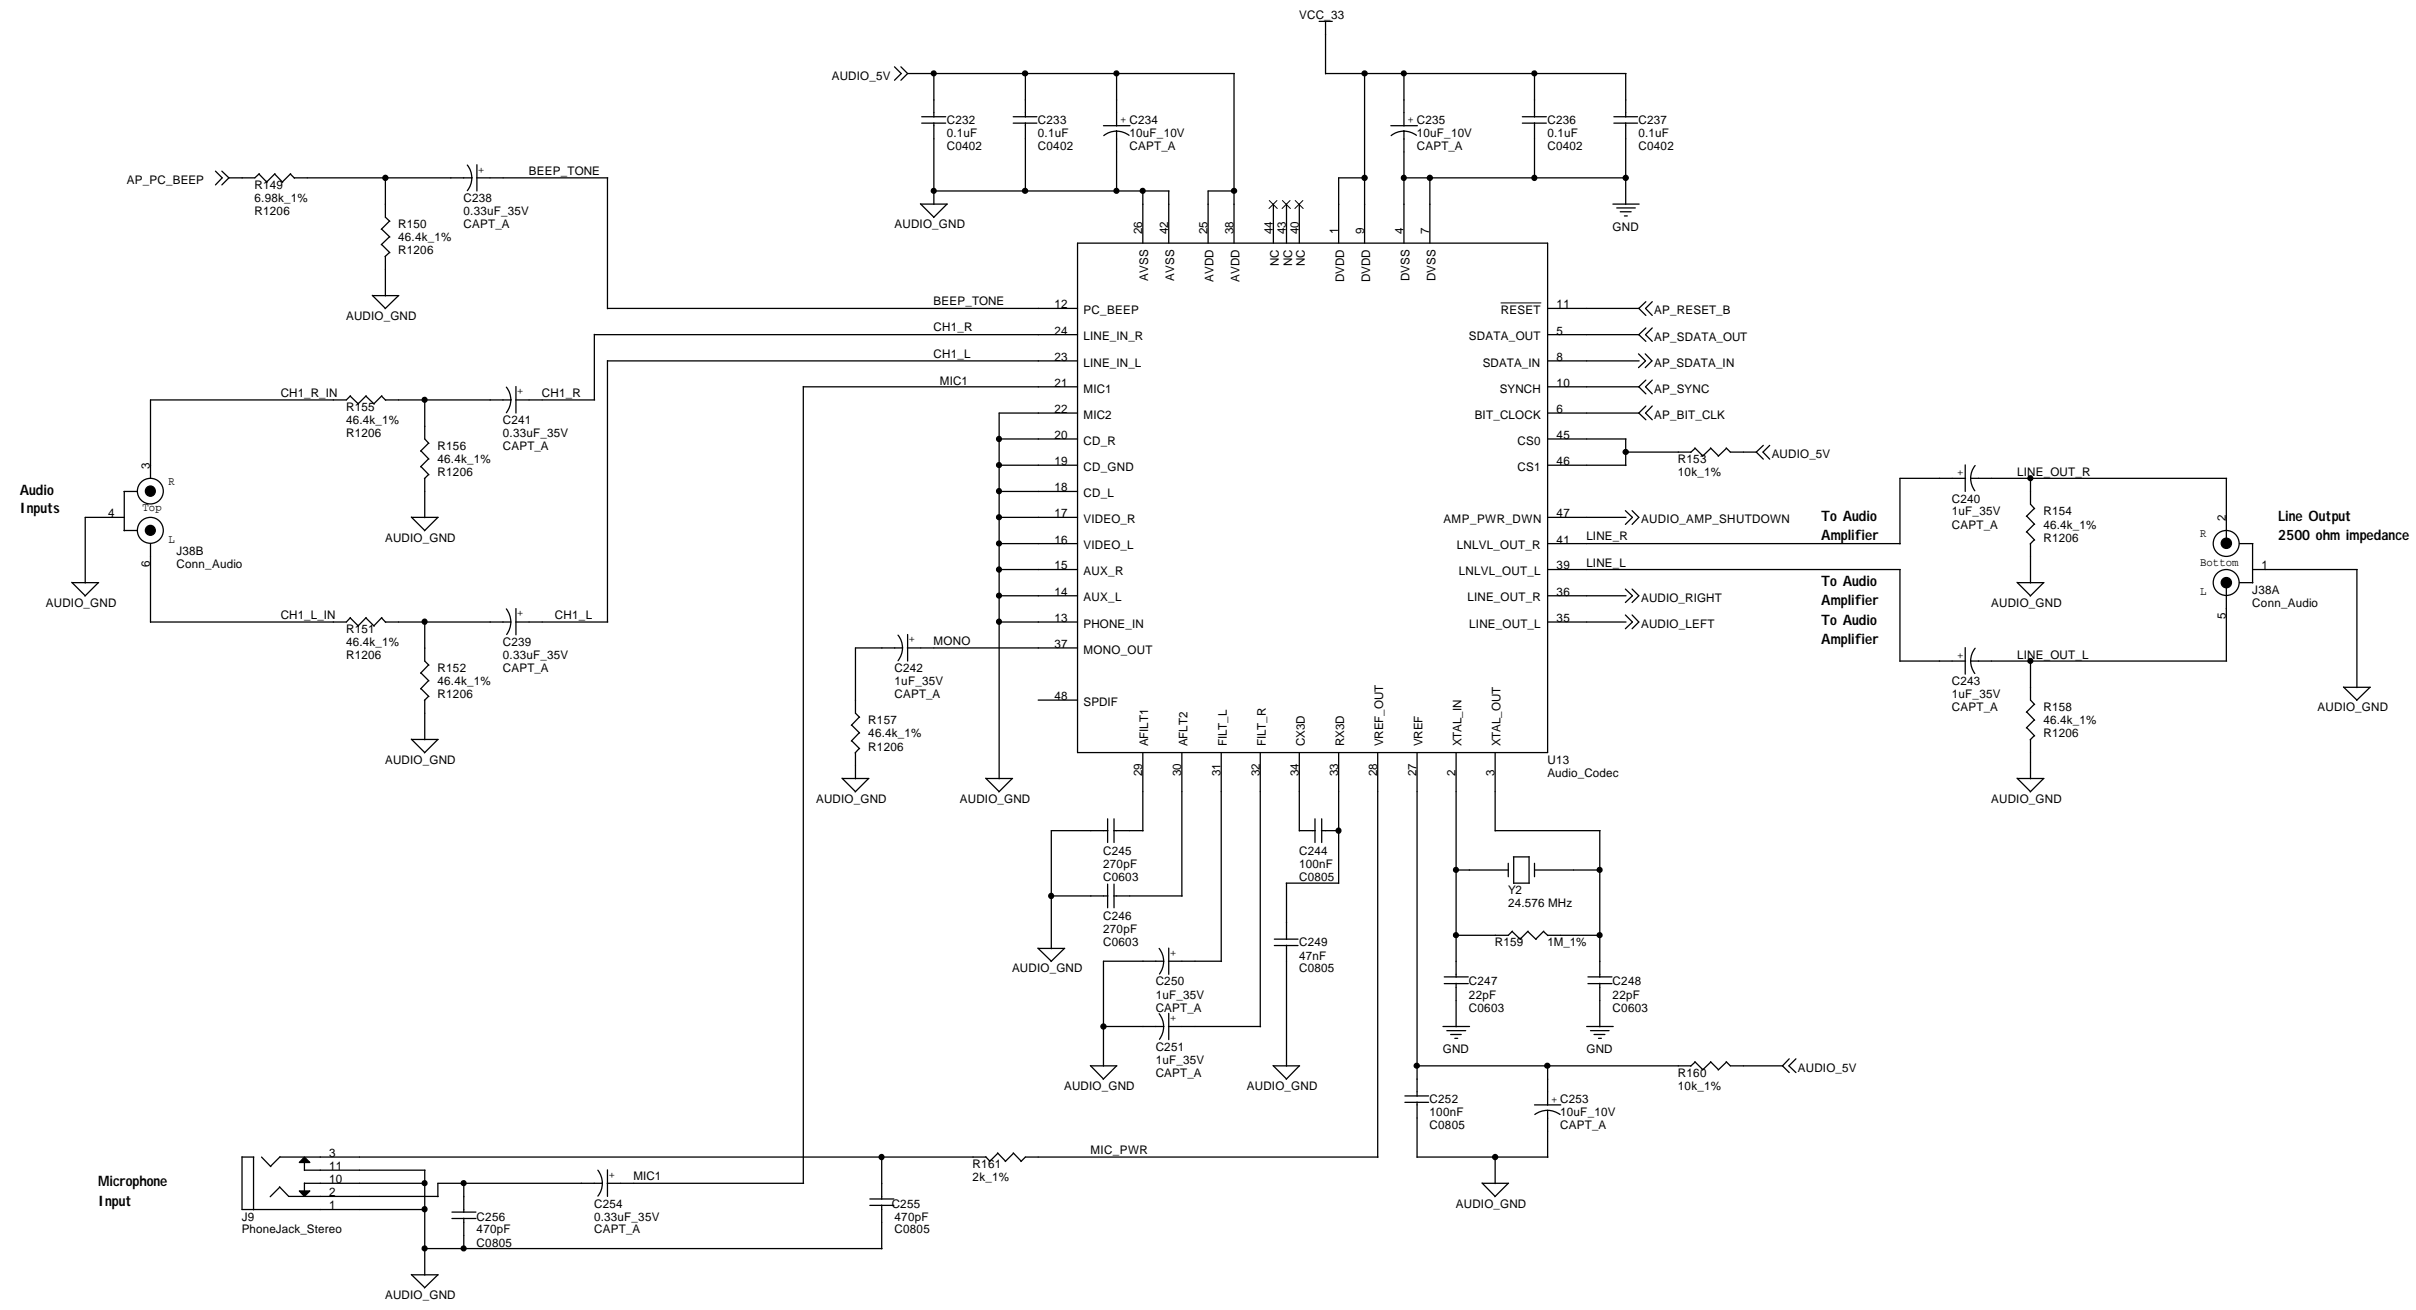 VCC_33
AUDIO_5V
C232
0.1uF
C0402
C233
0.1uF
C0402
+ C234
10uF_10V
CAPT_A
+ C235
10uF_10V
CAPT_A
C236
0.1uF
C0402
C237
0.1uF
C0402
AUDIO_GND
GND
AP_PC_BEEP
R149
6.98k_1%
R1206
R150
46.4k_1%
R1206
AUDIO_GND
+
C238
0.33uF_35V
CAPT_A
BEEP_TONE
26
42
25
38
44
43
40
1
9
4
7
AVSS
AVSS
AVDD
AVDD
NC
NC
NC
DVDD
DVDD
DVSS
DVSS
BEEP_TONE
12
PC_BEEP
CH1_R
24
LINE_IN_R
CH1_L
23
LINE_IN_L
MIC1
21
MIC1
22
MIC2
20
CD_R
19
CD_GND
18
CD_L
17
VIDEO_R
16
VIDEO_L
15
AUX_R
14
AUX_L
13
PHONE_IN
MONO
37
MONO_OUT
48
SPDIF
RESET
11
AP_RESET_B
SDATA_OUT
5
AP_SDATA_OUT
SDATA_IN
8
AP_SDATA_IN
SYNCH
10
AP_SYNC
BIT_CLOCK
6
AP_BIT_CLK
CS0
45
CS1
46
R153
10k_1%
AUDIO_5V
AMP_PWR_DWN
47
AUDIO_AMP_SHUTDOWN
LNLVL_OUT_R
41
LINE_R
LNLVL_OUT_L
39
LINE_L
LINE_OUT_R
36
AUDIO_RIGHT
LINE_OUT_L
35
AUDIO_LEFT
To Audio
Amplifier
To Audio
Amplifier
To Audio
Amplifier
U13
Audio_Codec
AFILT1
AFLT2
FILT_L
FILT_R
CX3D
RX3D
VREF_OUT
VREF
XTAL_IN
XTAL_OUT
29
30
31
32
34
33
28
27
2
3
Audio
Inputs
CH1_R_IN
R155
46.4k_1%
R1206
R156
46.4k_1%
R1206
AUDIO_GND
+
C241
0.33uF_35V
CAPT_A
CH1_R
3
R
Top
4
L
6
J38B
Conn_Audio
AUDIO_GND
CH1_L_IN
R151
46.4k_1%
R1206
R152
46.4k_1%
R1206
AUDIO_GND
+
C239
0.33uF_35V
CAPT_A
CH1_L
+
C242
1uF_35V
CAPT_A
R157
46.4k_1%
R1206
AUDIO_GND
AUDIO_GND
+
C240
1uF_35V
CAPT_A
LINE_OUT_R
R154
46.4k_1%
R1206
AUDIO_GND
2
R
Bottom
L
1
5
J38A
Conn_Audio
Line Output
2500 ohm impedance
AUDIO_GND
LINE_OUT_L
+
C243
1uF_35V
CAPT_A
R158
46.4k_1%
R1206
AUDIO_GND
C245
270pF
C0603
C246
270pF
C0603
AUDIO_GND
+
C250
1uF_35V
CAPT_A
+
C251
1uF_35V
CAPT_A
AUDIO_GND
C244
100nF
C0805
C249
47nF
C0805
AUDIO_GND
Y2
24.576 MHz
R159
1M_1%
C247
22pF
C0603
GND
C248
22pF
C0603
GND
R160
10k_1%
AUDIO_5V
C252
100nF
C0805
+ C253
10uF_10V
CAPT_A
AUDIO_GND
Microphone
Input
3
11
10
2
1
J9
PhoneJack_Stereo
C256
470pF
C0805
+
C254
0.33uF_35V
CAPT_A
MIC1
C255
470pF
C0805
R161
2k_1%
MIC_PWR
AUDIO_GND